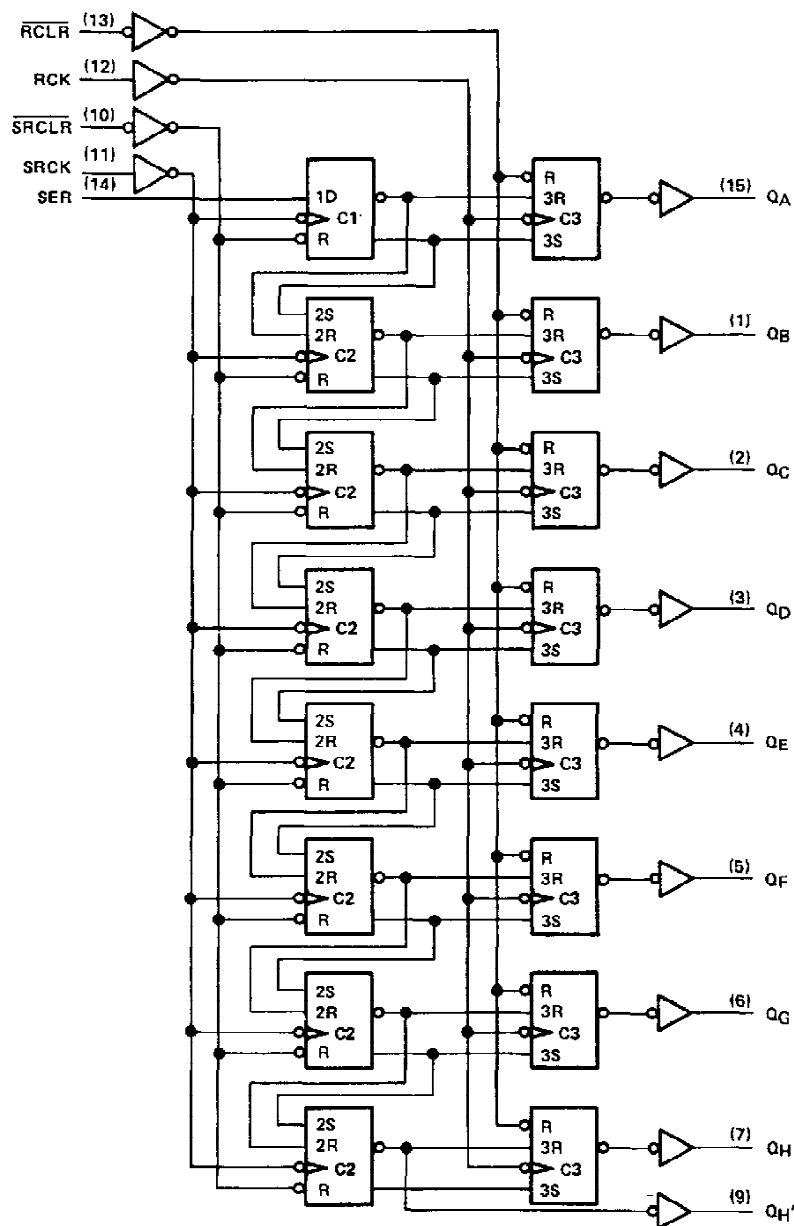 RCLR (13)
RCK (12)
SRCLR (10)
SRCK (11)
SER (14)
1D
C1
R
R
3R
C3
3S
(15) QA
2S
2R
C2
R
R
3R
C3
3S
(1) QB
2S
2R
C2
R
R
3R
C3
3S
(2) QC
2S
2R
C2
R
R
3R
C3
3S
(3) QD
2S
2R
C2
R
R
3R
C3
3S
(4) QE
2S
2R
C2
R
R
3R
C3
3S
(5) QF
2S
2R
C2
R
R
3R
C3
3S
(6) QG
2S
2R
C2
R
R
3R
C3
3S
(7) QH
(9) QH'